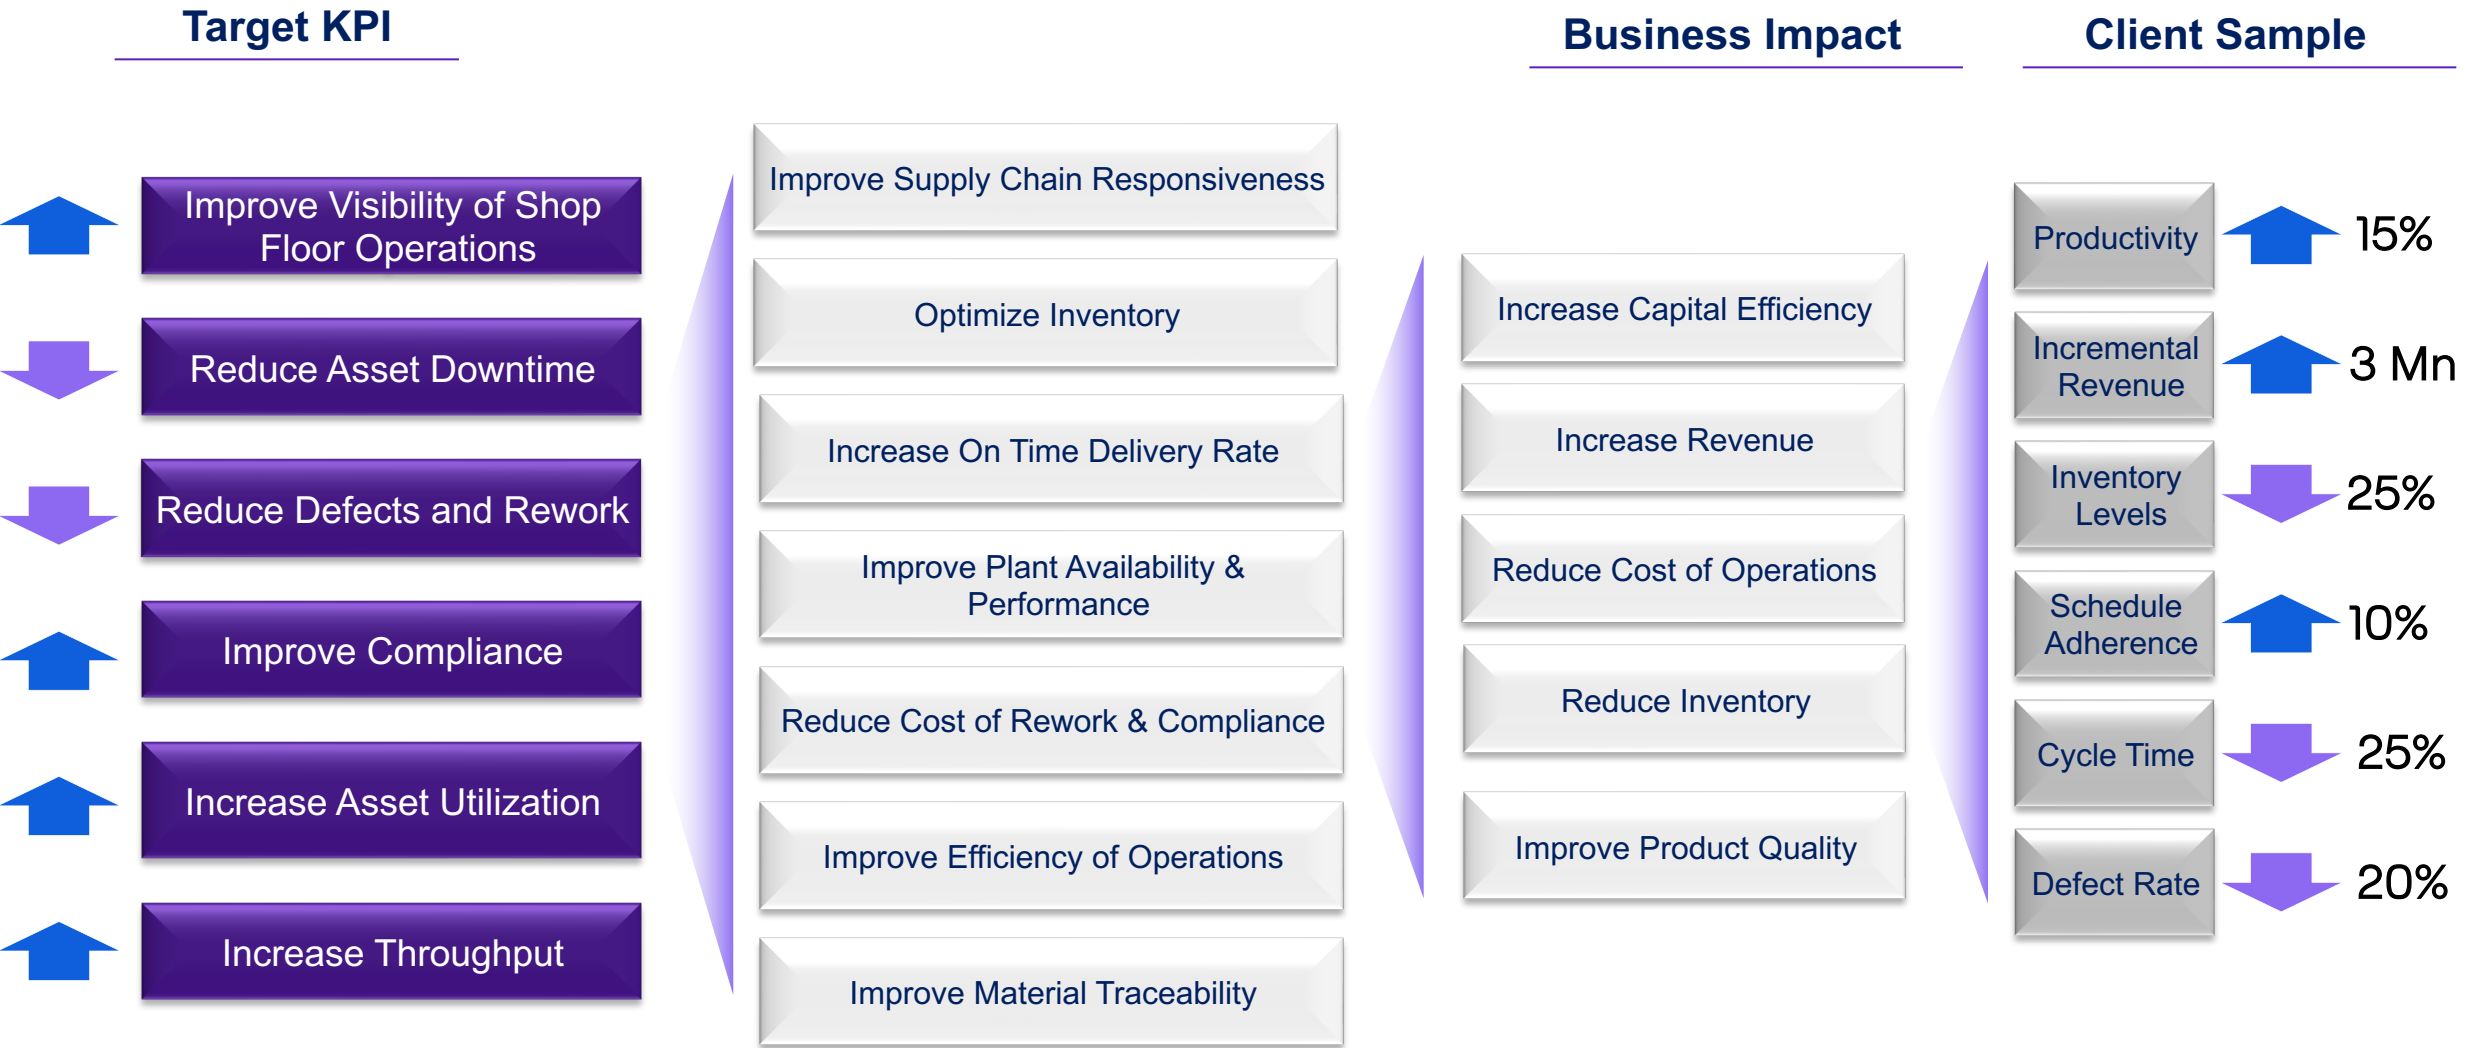 Target KPI
Improve Visibility of Shop
Floor Operations
Reduce Asset Downtime
Reduce Defects and Rework
Improve Compliance
Increase Asset Utilization
Increase Throughput
Improve Supply Chain Responsiveness
Optimize Inventory
Increase On Time Delivery Rate
Improve Plant Availability &
Performance
Reduce Cost of Rework & Compliance
Improve Efficiency of Operations
Improve Material Traceability
Business Impact
Increase Capital Efficiency
Increase Revenue
Reduce Cost of Operations
Reduce Inventory
Improve Product Quality
Client Sample
Productivity
15%
Incremental
Revenue
3 Mn
Inventory
Levels
25%
Schedule
Adherence
10%
Cycle Time
25%
Defect Rate
20%